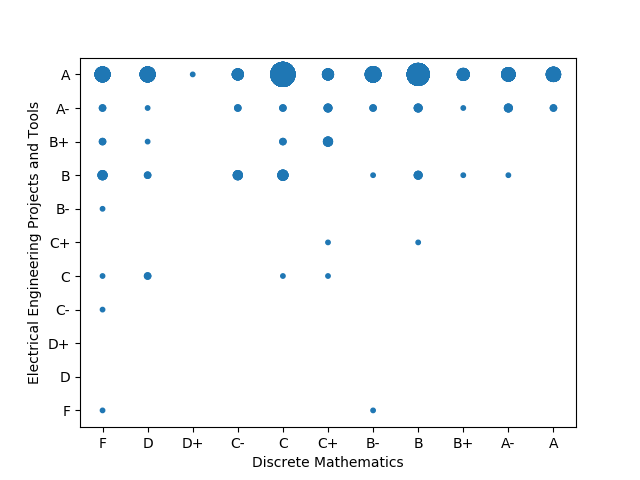 A
A-
B+
B
B-
C+
C
C-
D+
D
F
Electrical Engineering Projects and Tools
F D D+ C- C C+ B- B B+ A- A
Discrete Mathematics